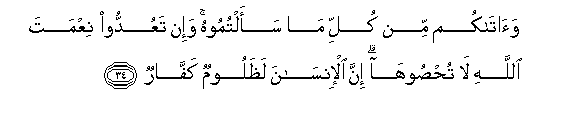 وَءَاتَىٰكُم مِّن كُلِّ مَا سَأَلْتُمُوهُ ۚ وَإِن تَعُدُّوا۟ نِعْمَتَ
ٱللَّهِ لَا تُحْصُوهَآ ۗ إِنَّ ٱلْإِنسَـٰنَ لَظَلُومٌ كَفَّارٌ ﴿٣٤﴾